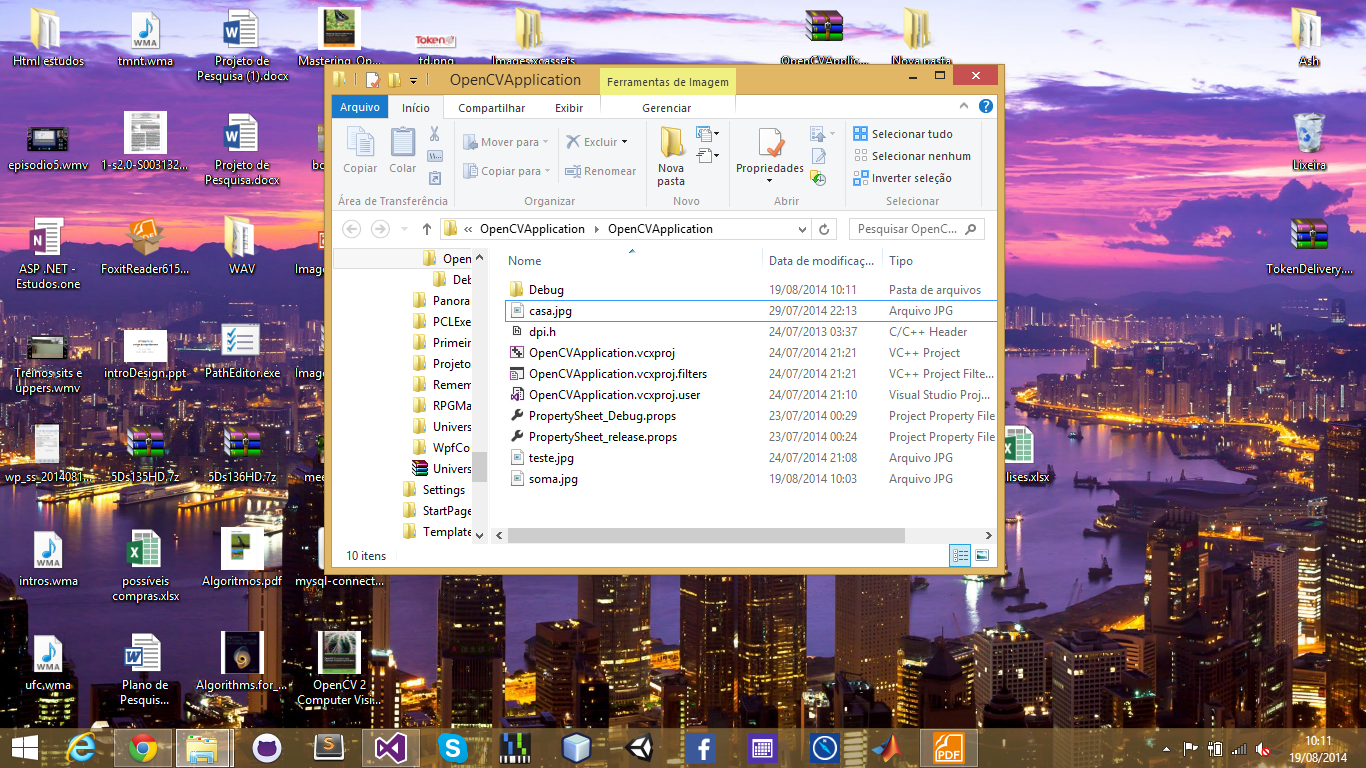 Html estudos
tmnt.wma
Projeto de
Pesquisa (1).docx
Mastering_Op...
Token
td.png
Images.xcassets
OpenCVApplic...
Nova pasta
Ash
OpenCVApplication
Ferramentas de Imagem
Arquivo
Início
Compartilhar
Exibir
Gerenciar
Copiar
Colar
Mover para
Copiar para
Excluir
Renomear
Nova
pasta
Propriedades
Selecionar tudo
Selecionar nenhum
Inverter seleção
Área de Transferência
Organizar
Novo
Abrir
Selecionar
« OpenCVApplication
OpenCVApplication
Pesquisar OpenC...
Nome
Data de modificaç...
Tipo
Debug
19/08/2014 10:11
Pasta de arquivos
casa.jpg
29/07/2014 22:13
Arquivo JPG
dpi.h
24/07/2013 03:37
C/C++ Header
OpenCVApplication.vcxproj
24/07/2014 21:21
VC++ Project
OpenCVApplication.vcxproj.filters
24/07/2014 21:21
VC++ Project Filte...
OpenCVApplication.vcxproj.user
24/07/2014 21:10
Visual Studio Proj...
PropertySheet_Debug.props
23/07/2014 00:29
Project Property File
PropertySheet_release.props
23/07/2014 00:24
Project Property File
teste.jpg
24/07/2014 21:08
Arquivo JPG
soma.jpg
19/08/2014 10:03
Arquivo JPG
Open
Deb
Panora
PCLExe
Primeir
Projeto
Remem
RPGMa
Univers
WpfCo
Univers
Settings
StartPage
Template
10 itens
episodio5.wmv
1-s2.0-S003132...
Projeto de
Pesquisa.docx
bo
Lixeira
ASP .NET -
Estudos.one
FoxitReader615...
WAV
Imag
TokenDelivery....
Treinos sits e
uppers.wmv
introDesign.ppt
PathEditor.exe
Imag
wp_ss_2014081...
5Ds135HD.7z
5Ds136HD.7z
mee
lises.xlsx
intros.wma
possíveis
compras.xlsx
Algoritmos.pdf
mysql-connect...
ufc.wma
Plano de
Pesquis...
Algorithms.for_...
OpenCV 2
Computer Visi...
PDF
10:11
19/08/2014